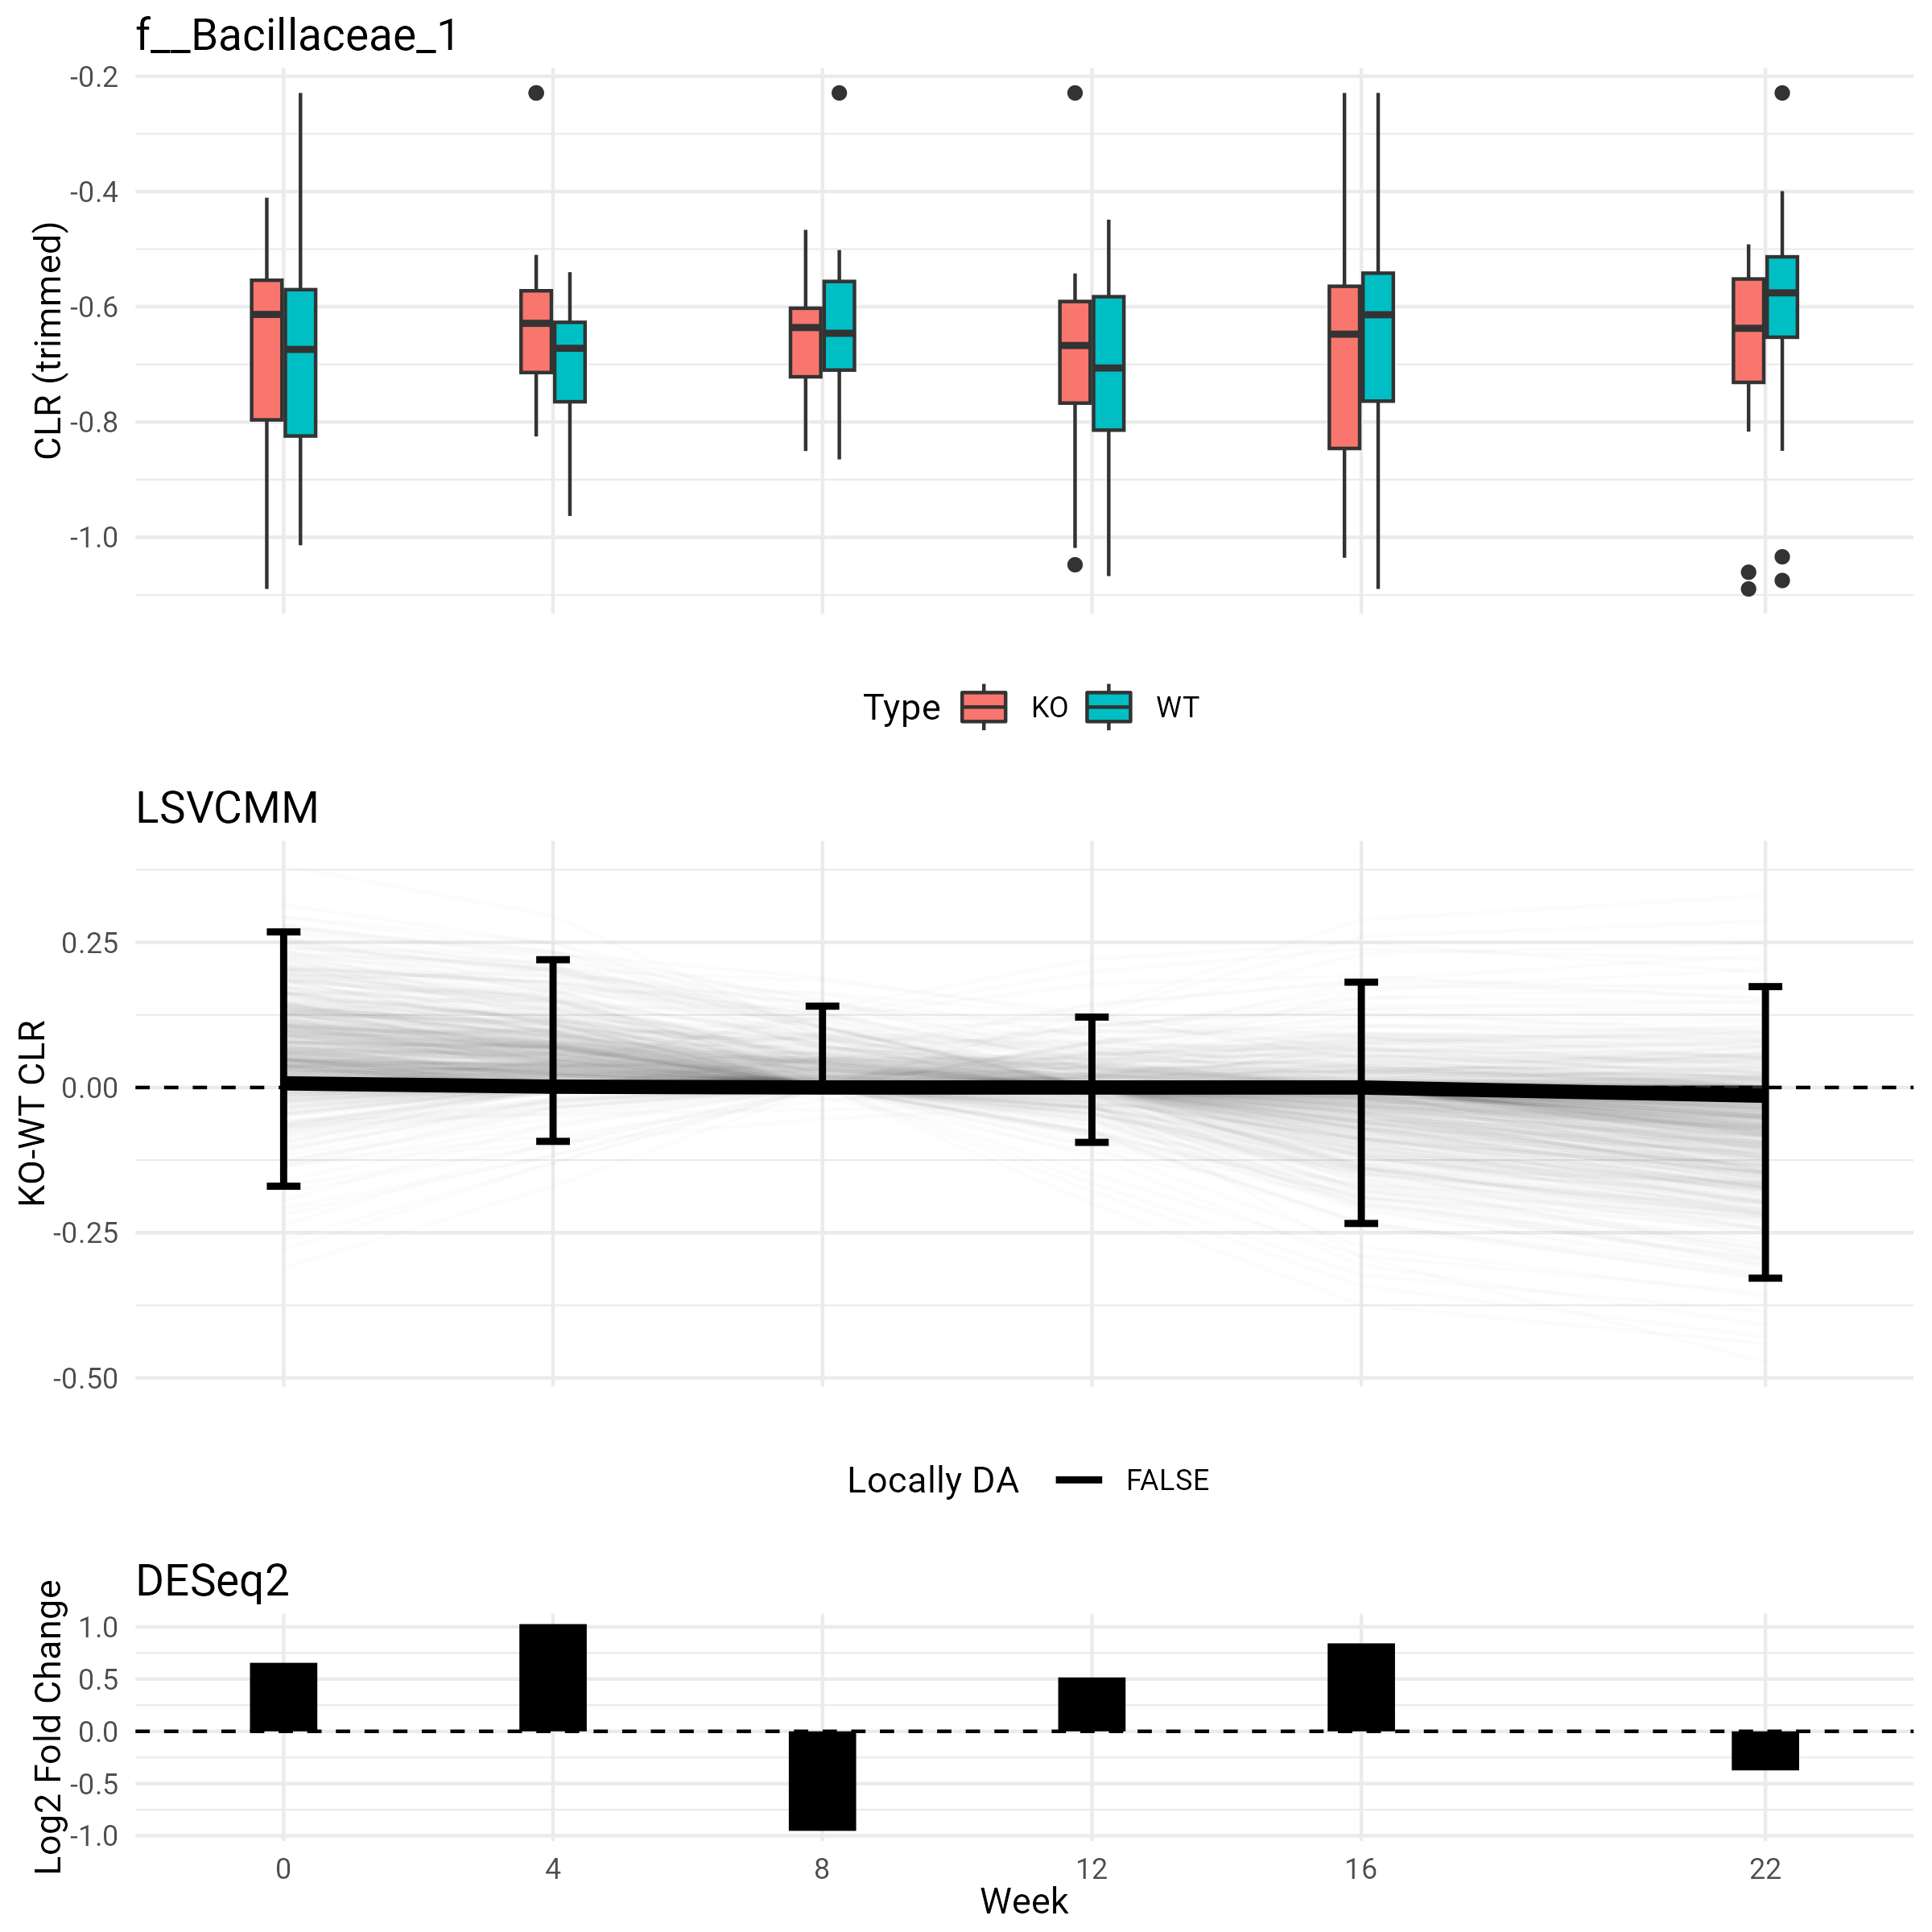 f__Bacillaceae_1
CLR (trimmed)
-0.2
-0.4
-0.6
-0.8
-1.0
Type KO WT
LSVCMM
KO-WT CLR
0.25
0.00
-0.25
-0.50
Locally DA FALSE
DESeq2
Log2 Fold Change
1.0
0.5
0.0
-0.5
-1.0
0 4 8 12 16 22
Week